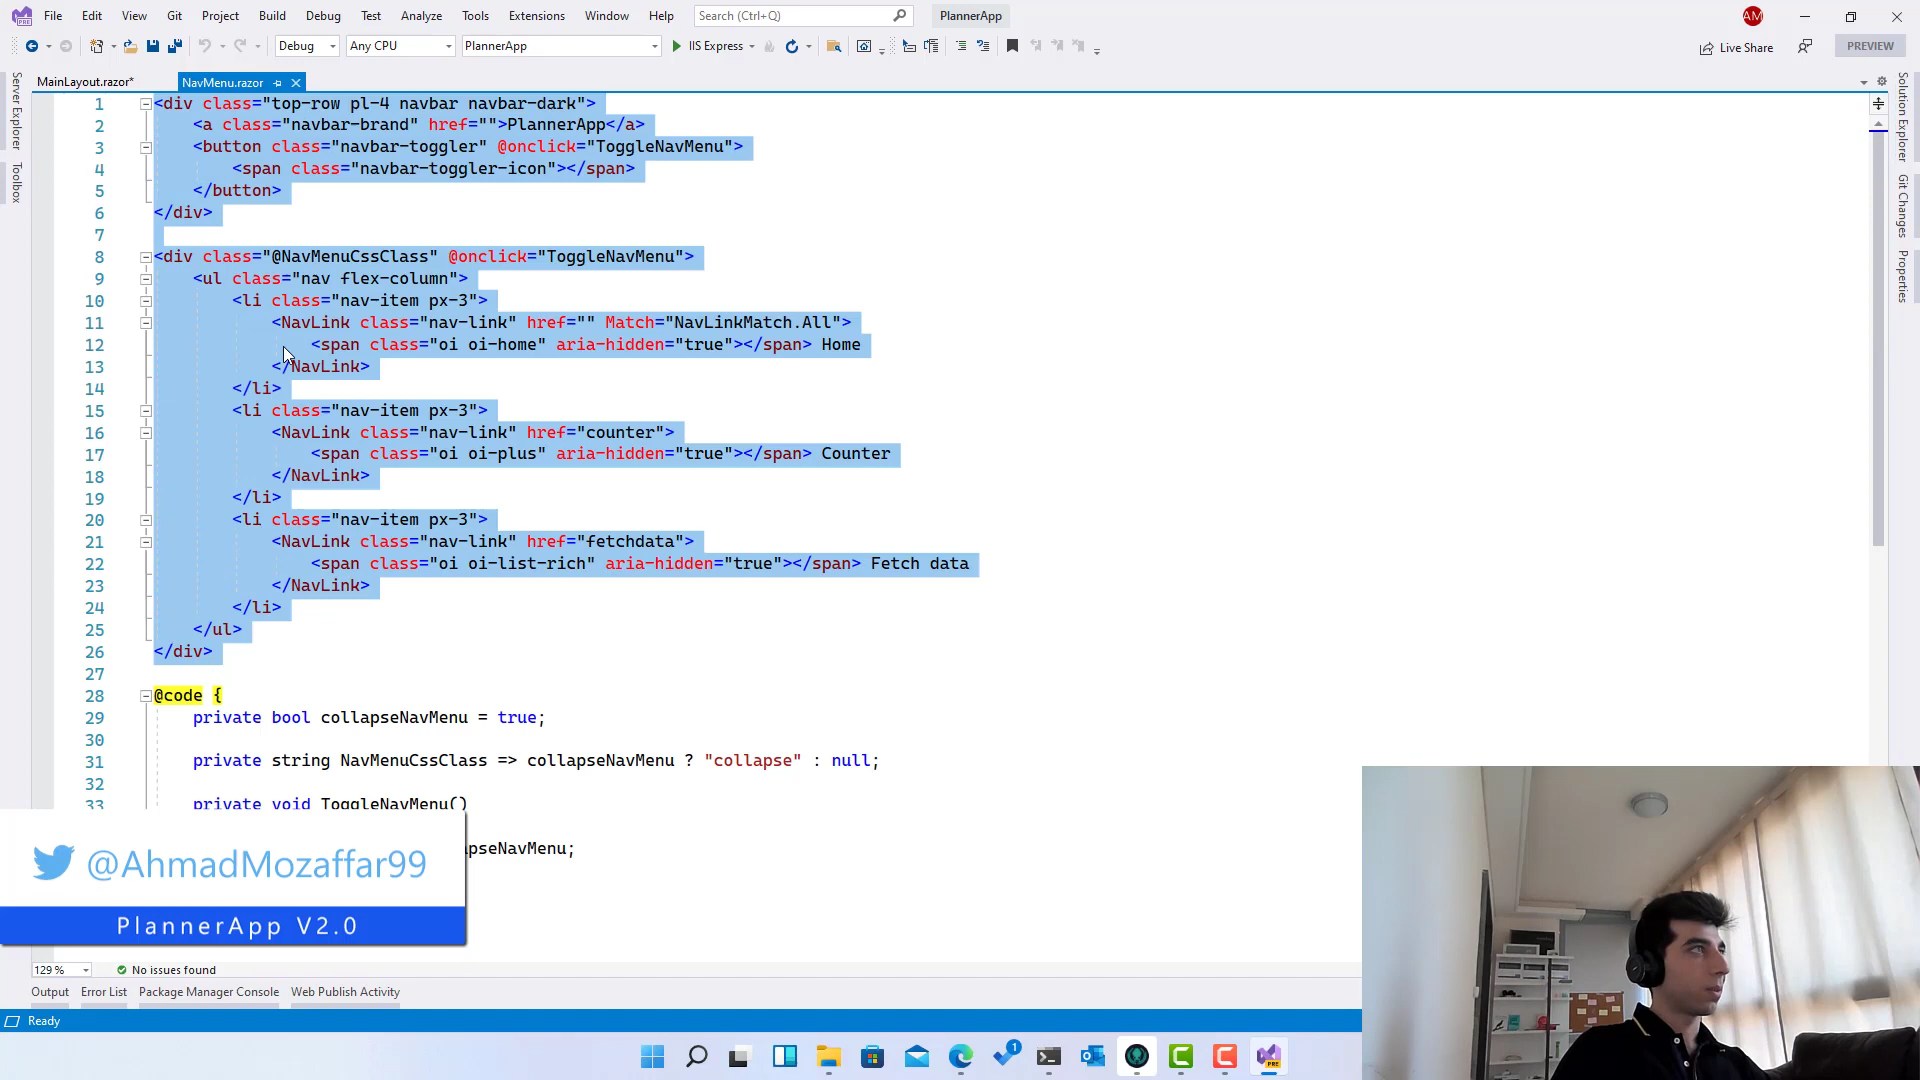 File Edit View Git Project Build Debug Test Analyze Tools Extensions Window Help Search (Ctrl+Q) PlannerApp AM
Debug Any CPU PlannerApp IIS Express Live Share PREVIEW
MainLayout.razor* NavMenu.razor
Server Explorer
Toolbox
Solution Explorer
Git Changes
Properties
1 <div class="top-row pl-4 navbar navbar-dark">
2 <a class="navbar-brand" href="">PlannerApp</a>
3 <button class="navbar-toggler" @onclick="ToggleNavMenu">
4 <span class="navbar-toggler-icon"></span>
5 </button>
6 </div>
7
8 <div class="@NavMenuCssClass" @onclick="ToggleNavMenu">
9 <ul class="nav flex-column">
10 <li class="nav-item px-3">
11 <NavLink class="nav-link" href="" Match="NavLinkMatch.All">
12 <span class="oi oi-home" aria-hidden="true"></span> Home
13 </NavLink>
14 </li>
15 <li class="nav-item px-3">
16 <NavLink class="nav-link" href="counter">
17 <span class="oi oi-plus" aria-hidden="true"></span> Counter
18 </NavLink>
19 </li>
20 <li class="nav-item px-3">
21 <NavLink class="nav-link" href="fetchdata">
22 <span class="oi oi-list-rich" aria-hidden="true"></span> Fetch data
23 </NavLink>
24 </li>
25 </ul>
26 </div>
27
28 @code {
29 private bool collapseNavMenu = true;
30
31 private string NavMenuCssClass => collapseNavMenu ? "collapse" : null;
32
33 private void ToggleNavMenu()
pseNavMenu;
@AhmadMozaffar99
PlannerApp V2.0
129 % No issues found
Output Error List Package Manager Console Web Publish Activity
Ready
1
PRE